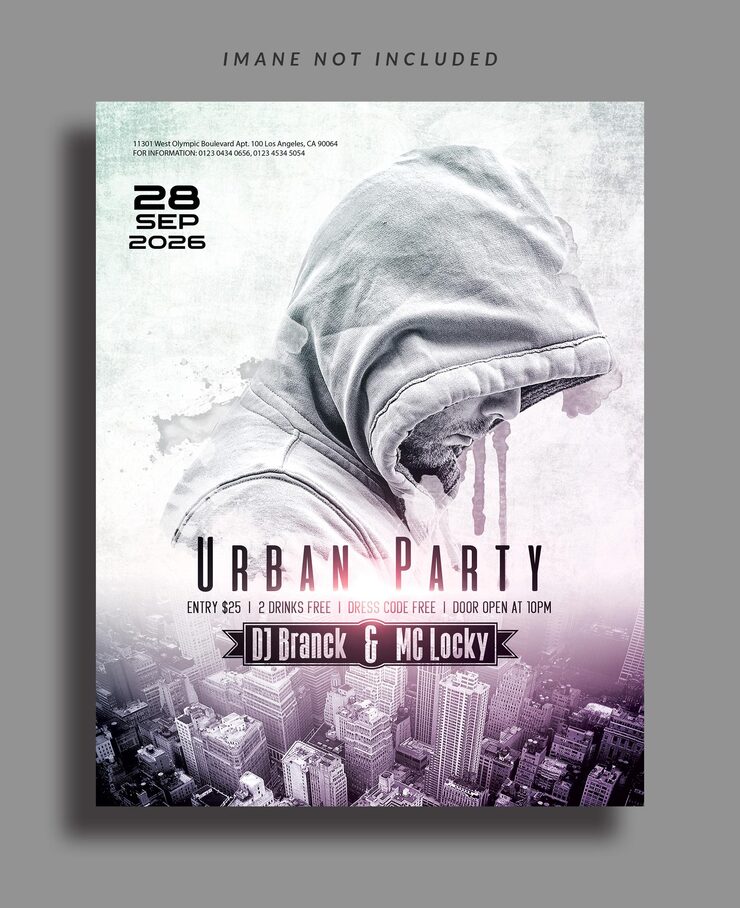 IMANE NOT INCLUDED
11301 West Olympic Boulevard Apt. 100 Los Angeles, CA 90064
FOR INFORMATION: 0123 0434 0656, 0123 4534 5054
28
SEP
2026
URBAN PARTY
ENTRY $25 | 2 DRINKS FREE | DRESS CODE FREE | DOOR OPEN AT 10PM
DJ Branck & MC Locky